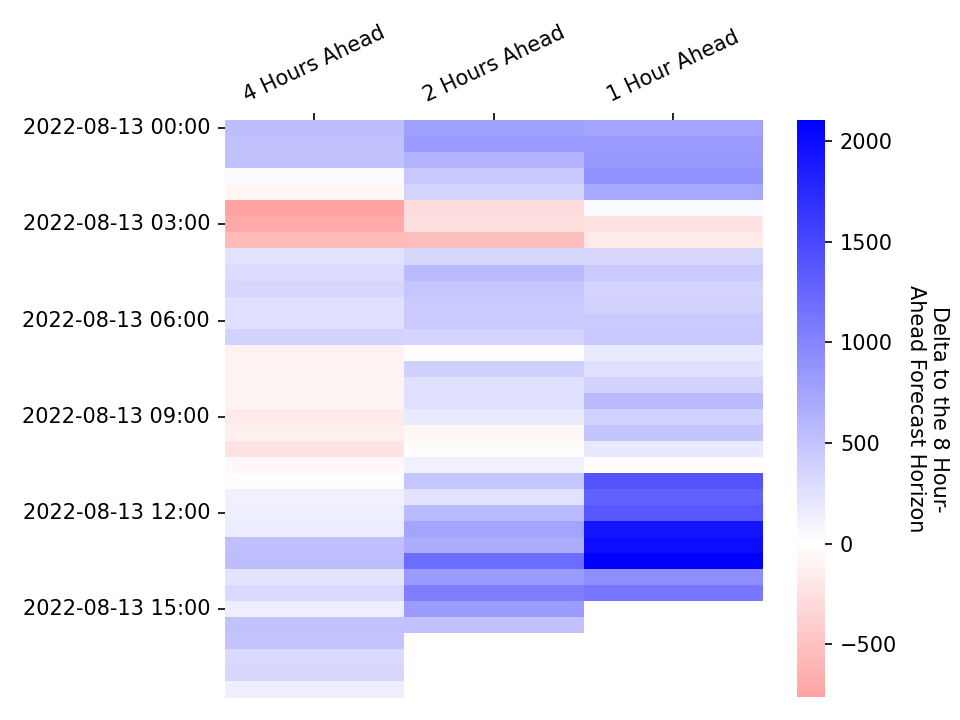 4 Hours Ahead
2 Hours Ahead
1 Hour Ahead
2022-08-13 00:00
2022-08-13 03:00
2022-08-13 06:00
2022-08-13 09:00
2022-08-13 12:00
2022-08-13 15:00
2000
1500
1000
500
0
−500
Delta to the 8 Hour-
Ahead Forecast Horizon